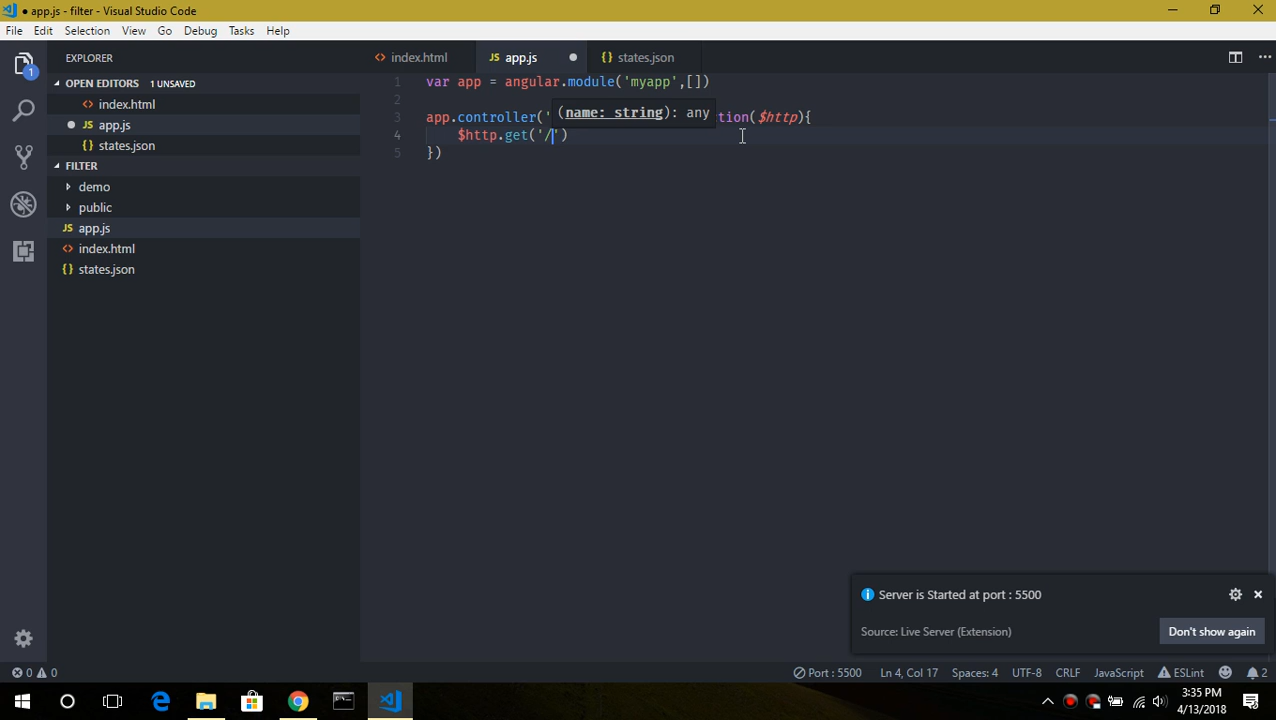 ● app.js - filter - Visual Studio Code
File Edit Selection View Go Debug Tasks Help
EXPLORER
OPEN EDITORS 1 UNSAVED
<> index.html
● JS app.js
{} states.json
FILTER
demo
public
JS app.js
<> index.html
{} states.json
1
<> index.html JS app.js ● {} states.json
1 var app = angular.module('myapp',[])
2
3 app.controller(' tion($http){
(name: string): any
4 $http.get('/')
5 })
Server is Started at port : 5500
Source: Live Server (Extension)
Don't show again
0 0
Port : 5500 Ln 4, Col 17 Spaces: 4 UTF-8 CRLF JavaScript ESLint 2
3:35 PM
4/13/2018